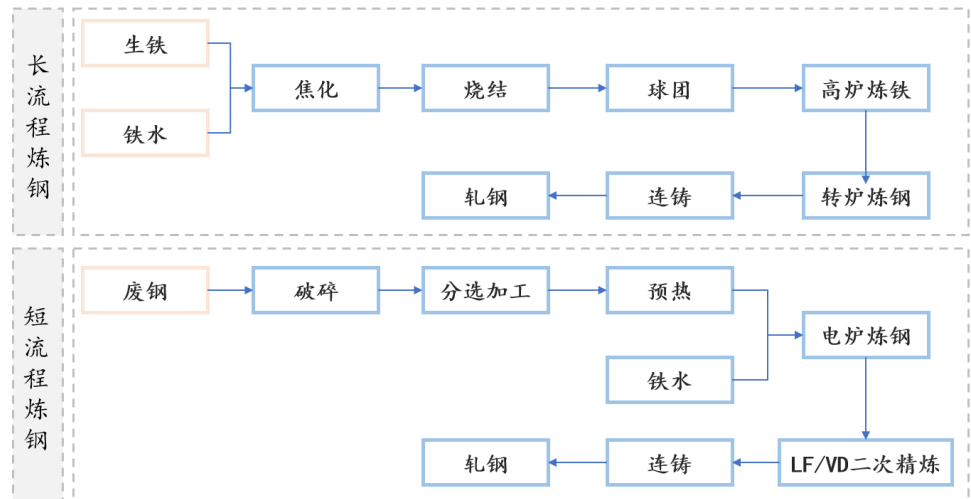 长流程炼钢
生铁
铁水
焦化
烧结
球团
高炉炼铁
转炉炼钢
连铸
轧钢
短流程炼钢
废钢
破碎
分选加工
预热
铁水
电炉炼钢
LF/VD二次精炼
连铸
轧钢